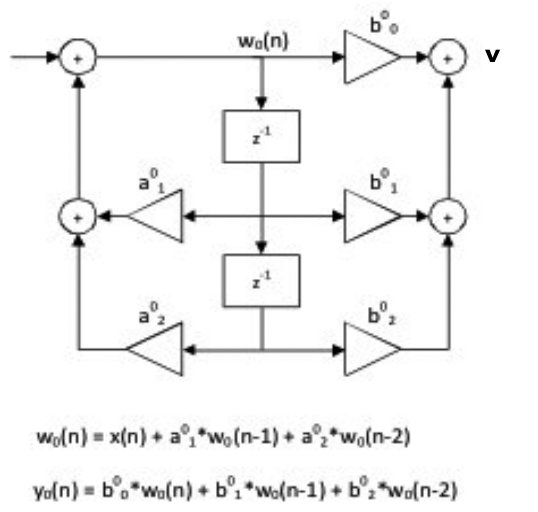 w₀(n)
b⁰₀
v
+
+
z⁻¹
a⁰₁
b⁰₁
+
+
z⁻¹
a⁰₂
b⁰₂
w₀(n) = x(n) + a⁰₁*w₀(n-1) + a⁰₂*w₀(n-2)
y₀(n) = b⁰₀*w₀(n) + b⁰₁*w₀(n-1) + b⁰₂*w₀(n-2)